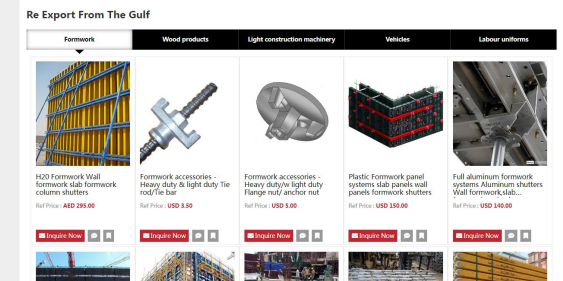 Re Export From The Gulf
Formwork
Wood products
Light construction machinery
Vehicles
Labour uniforms
H20 Formwork Wall
formwork slab formwork
column shutters
Ref Price : AED 295.00
Inquire Now
Formwork accessories -
Heavy duty & light duty Tie
rod/Tie bar
Ref Price : USD 3.50
Inquire Now
Formwork accessories -
Heavy duty/w light duty
Flange nut/ anchor nut
Ref Price : USD 5.00
Inquire Now
Plastic Formwork panel
systems slab panels wall
panels formwork shutters
Ref Price : USD 150.00
Inquire Now
Full aluminum formwork
systems Aluminum shutters
Wall formwork,slab...
Ref Price : USD 140.00
Inquire Now